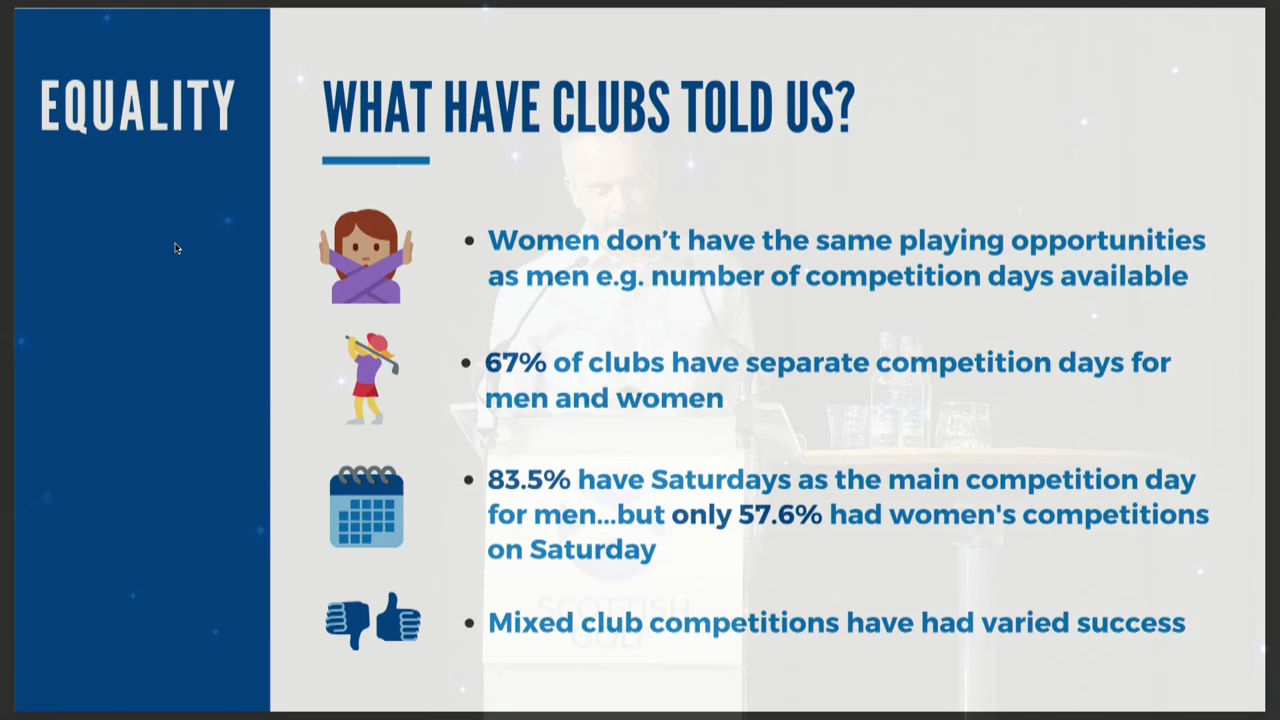 EQUALITY
WHAT HAVE CLUBS TOLD US?
• Women don’t have the same playing opportunities
as men e.g. number of competition days available
• 67% of clubs have separate competition days for
men and women
• 83.5% have Saturdays as the main competition day
for men...but only 57.6% had women's competitions
on Saturday
• Mixed club competitions have had varied success
SCOTTISH
GOLF